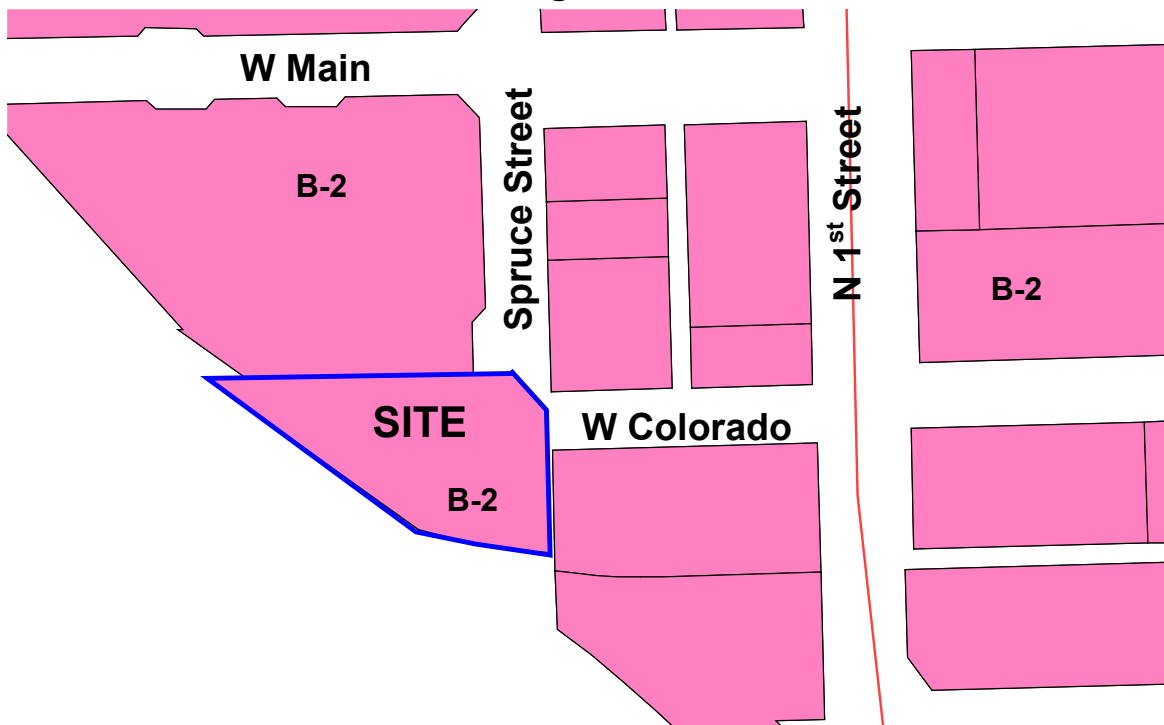 W Main
B-2
Spruce Street
N 1st Street
B-2
SITE
W Colorado
B-2